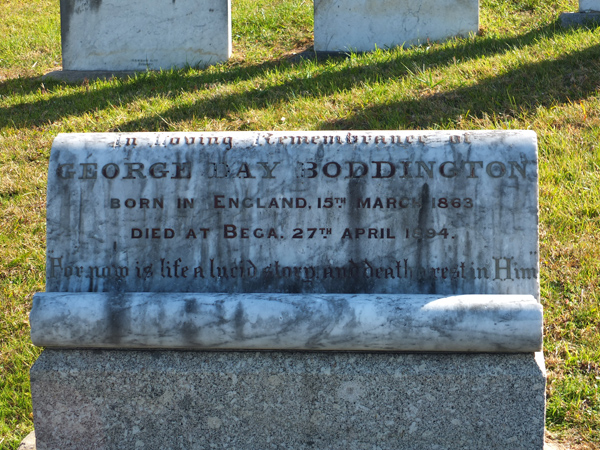 In Loving Remembrance of
GEORGE DAY BODDINGTON
BORN IN ENGLAND, 15TH MARCH 1863
DIED AT BEGA. 27TH APRIL 1894.
For now is life a lucid story, and death a rest in Him